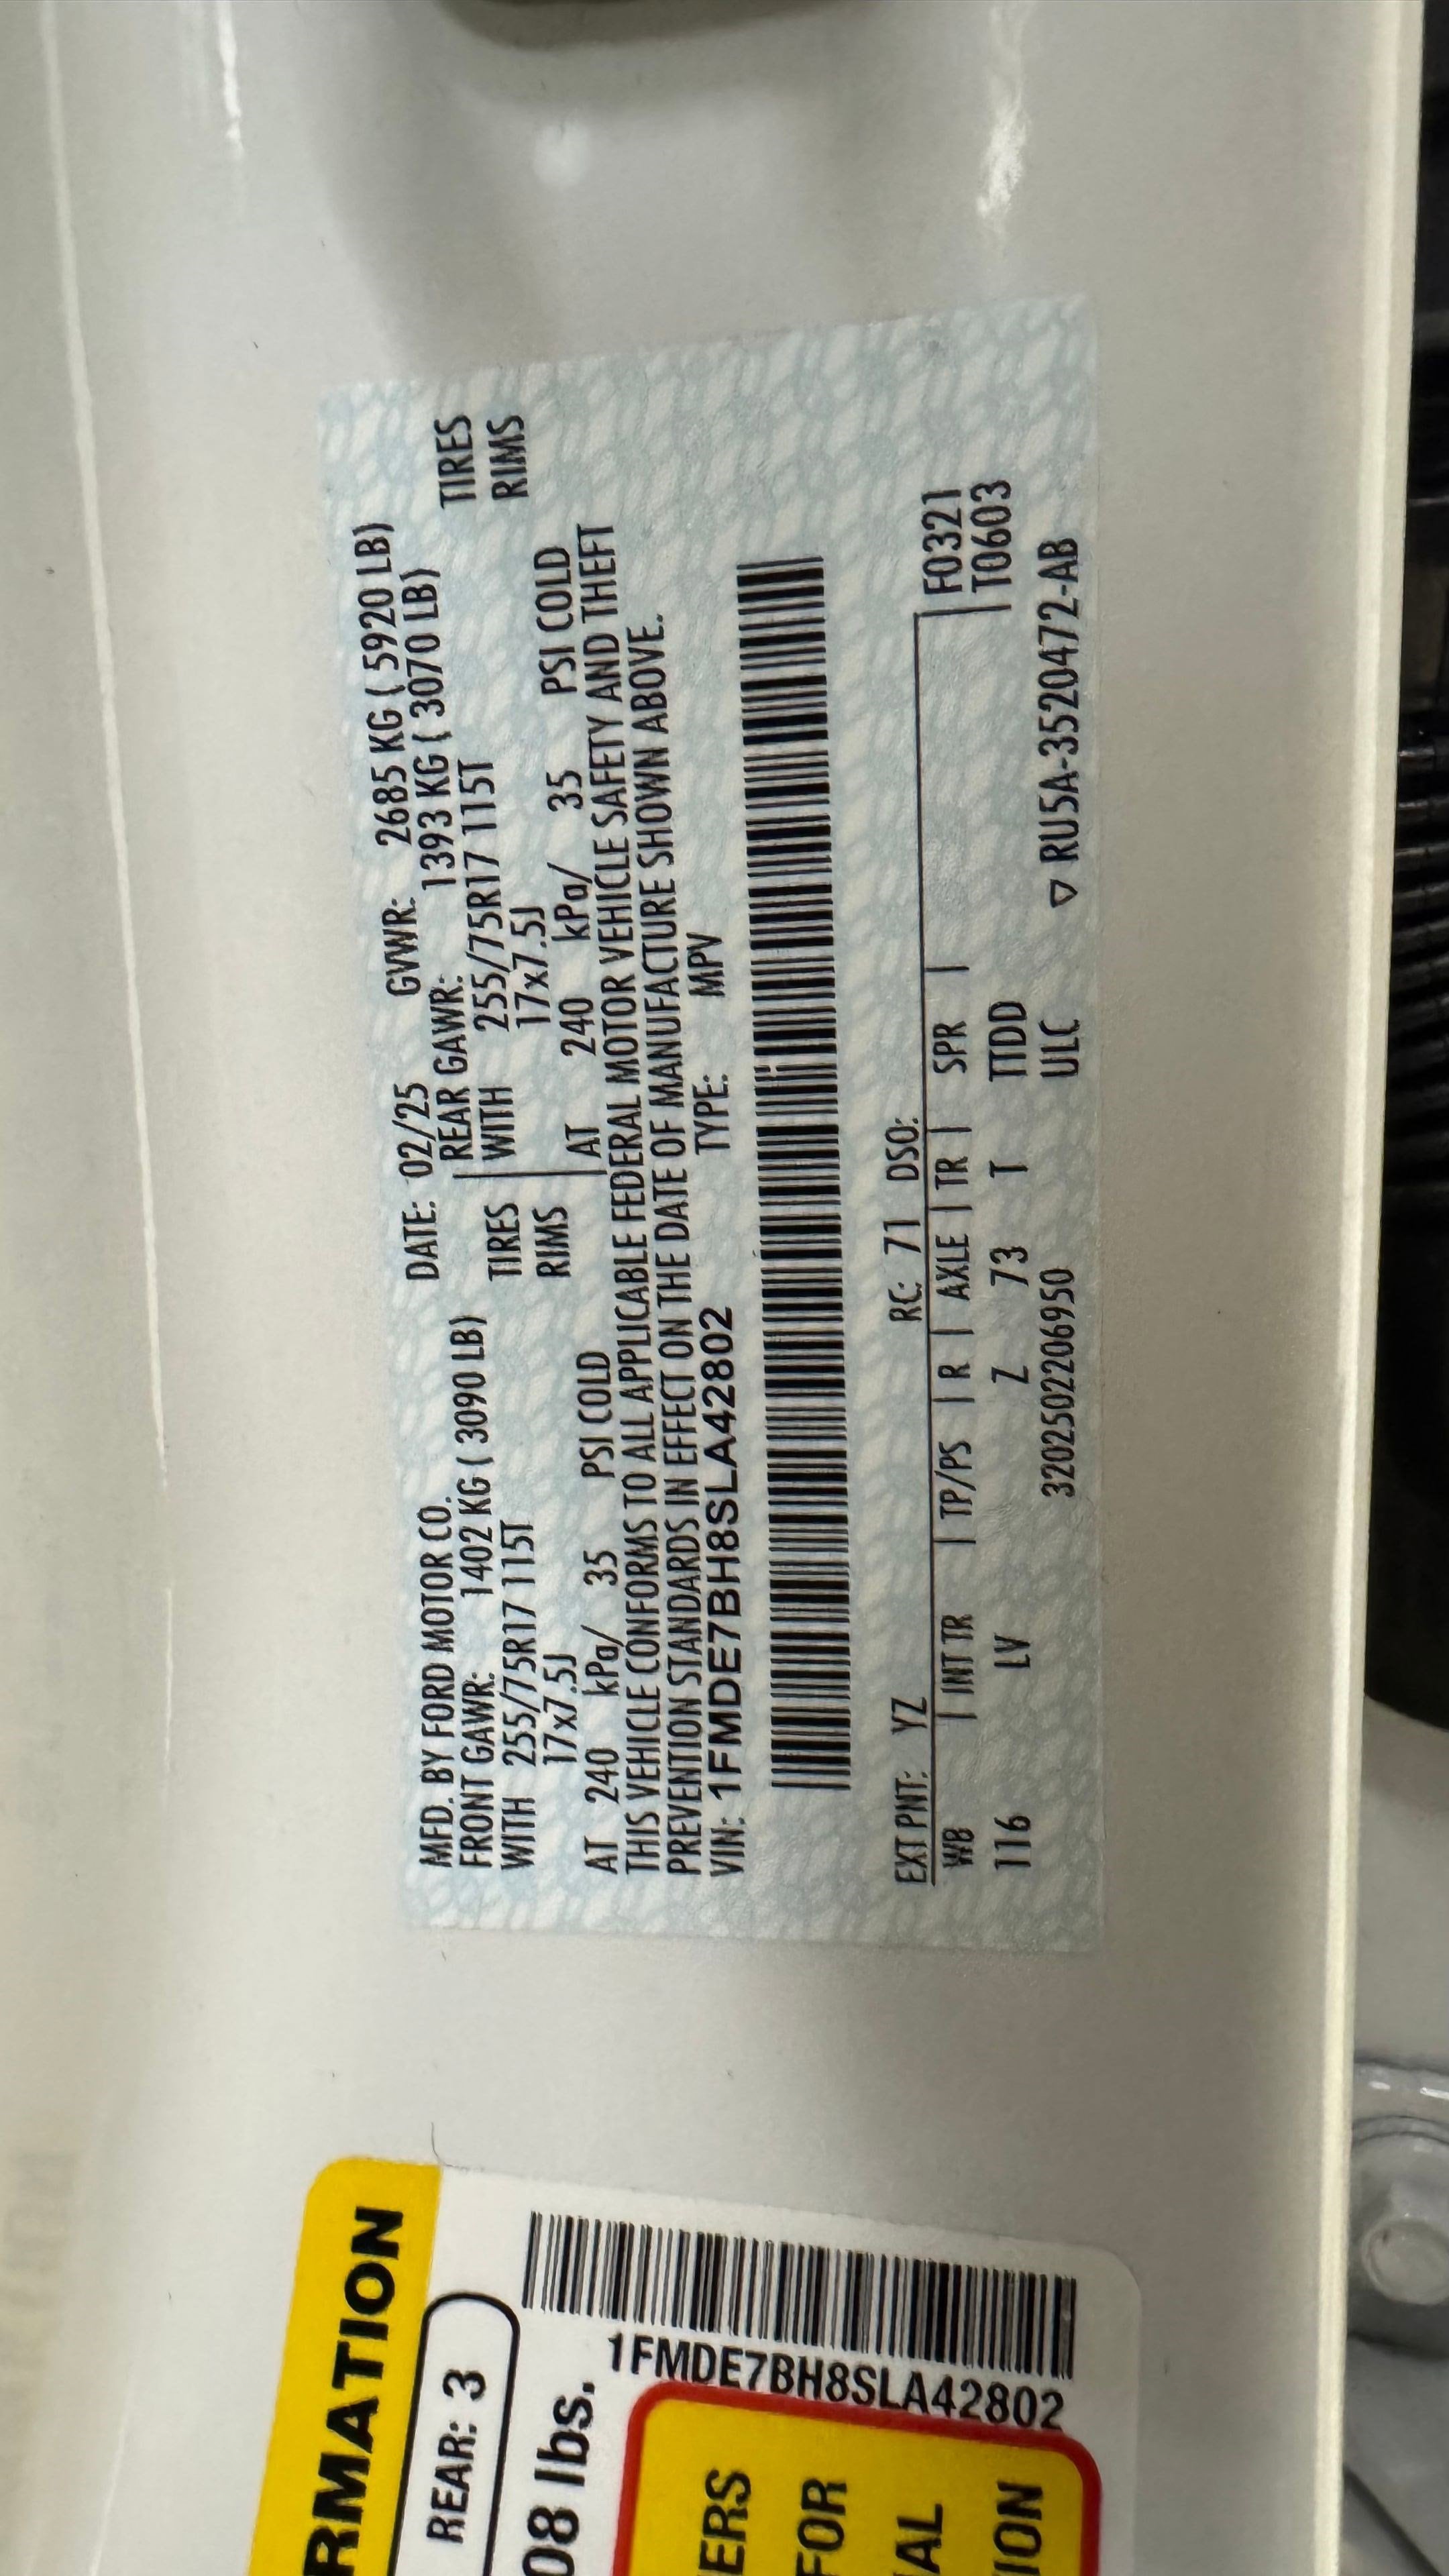 MFD. BY FORD MOTOR CO. DATE: 02/25 GVWR: 2685 KG ( 5920 LB)
FRONT GAWR: 1402 KG ( 3090 LB) REAR GAWR: 1393 KG ( 3070 LB)
WITH 255/75R17 115T TIRES WITH 255/75R17 115T TIRES
17x7.5J RIMS 17x7.5J RIMS
AT 240 kPa/ 35 PSI COLD AT 240 kPa/ 35 PSI COLD
THIS VEHICLE CONFORMS TO ALL APPLICABLE FEDERAL MOTOR VEHICLE SAFETY AND THEFT
PREVENTION STANDARDS IN EFFECT ON THE DATE OF MANUFACTURE SHOWN ABOVE.
VIN: 1FMDE7BH8SLA42802 TYPE: MPV
EXT PNT: YZ RC: 71 DSO:
WB | INT TR | TP/PS | R | AXLE | TR | SPR | | F0321
116 LV Z 73 T TTDD | T0603
3202502206950 ULC ▽ RU5A-3520472-AB
RMATION
REAR: 3
08 lbs.
1FMDE7BH8SLA42802
ERS
FOR
AL
ION